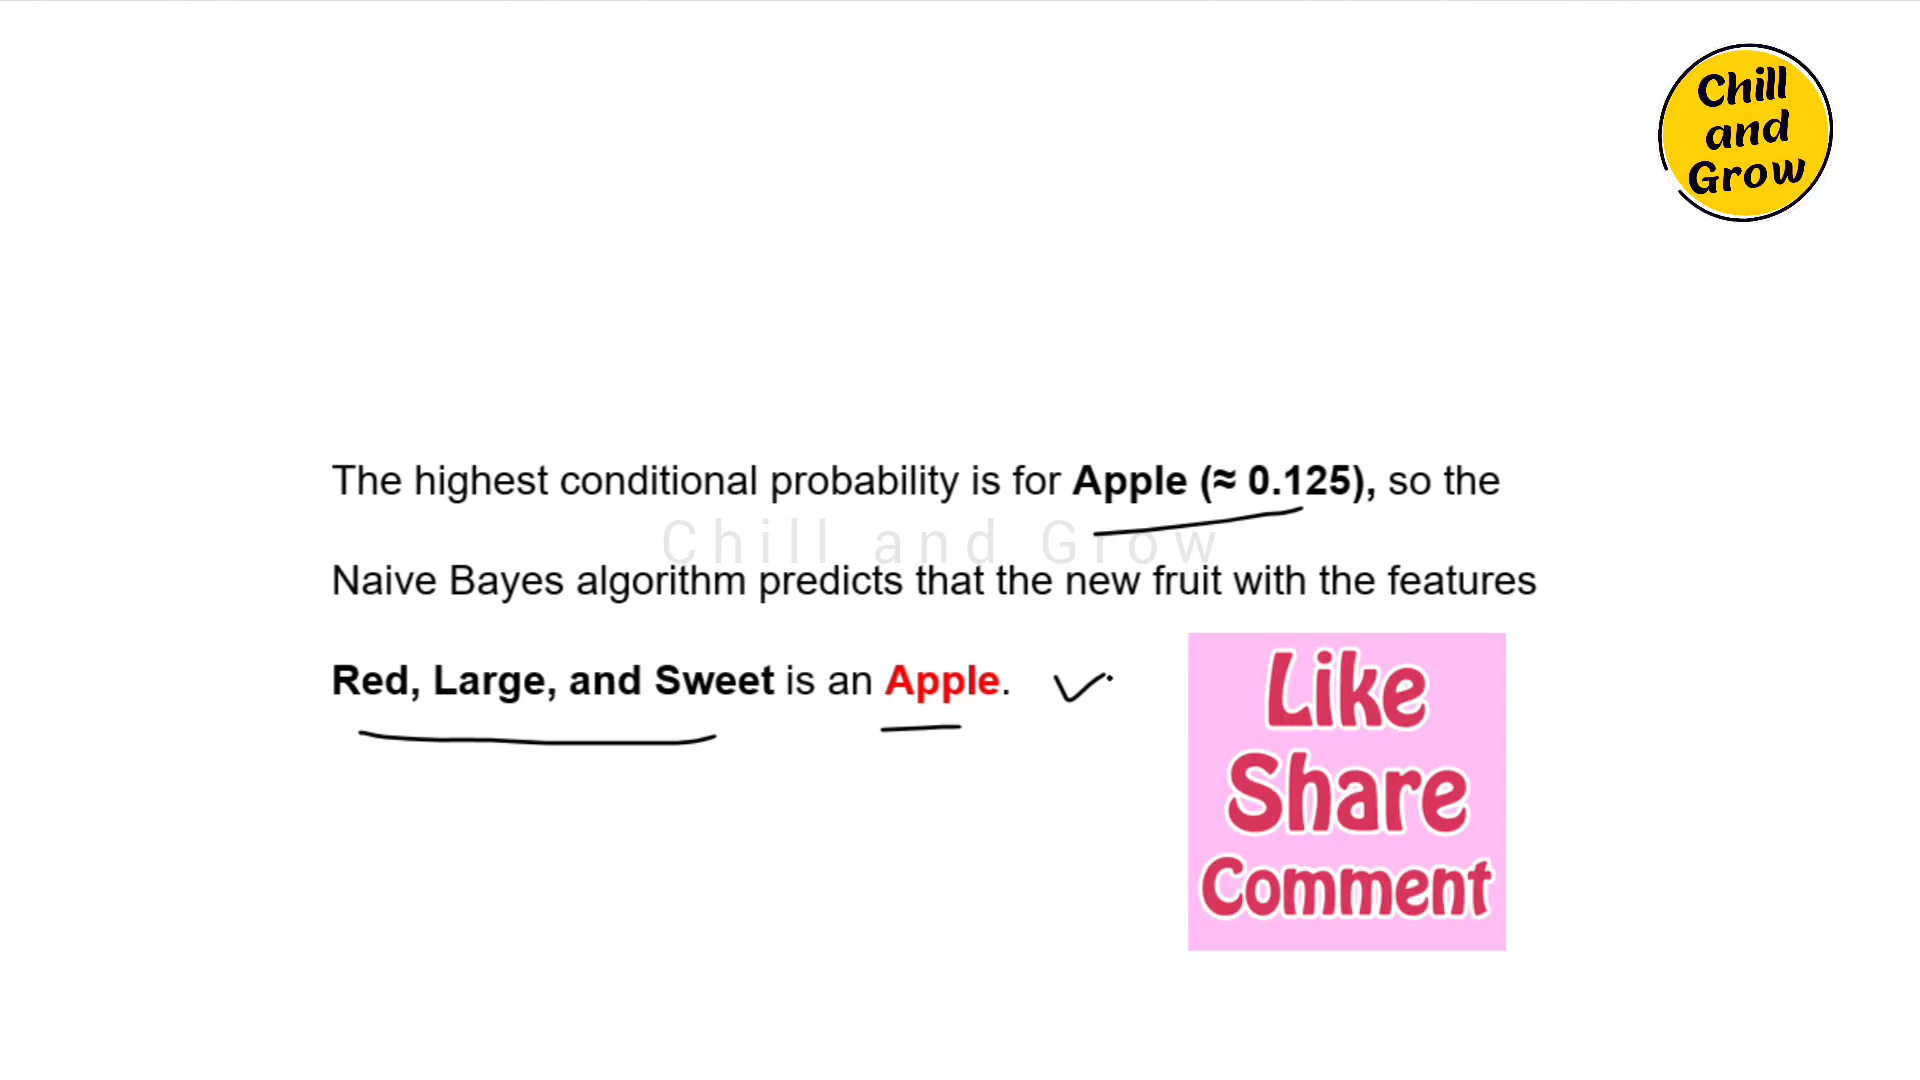 Chill
and
Grow
The highest conditional probability is for Apple (≈ 0.125), so the
Chill and Grow
Naive Bayes algorithm predicts that the new fruit with the features
Red, Large, and Sweet is an Apple.
Like
Share
Comment